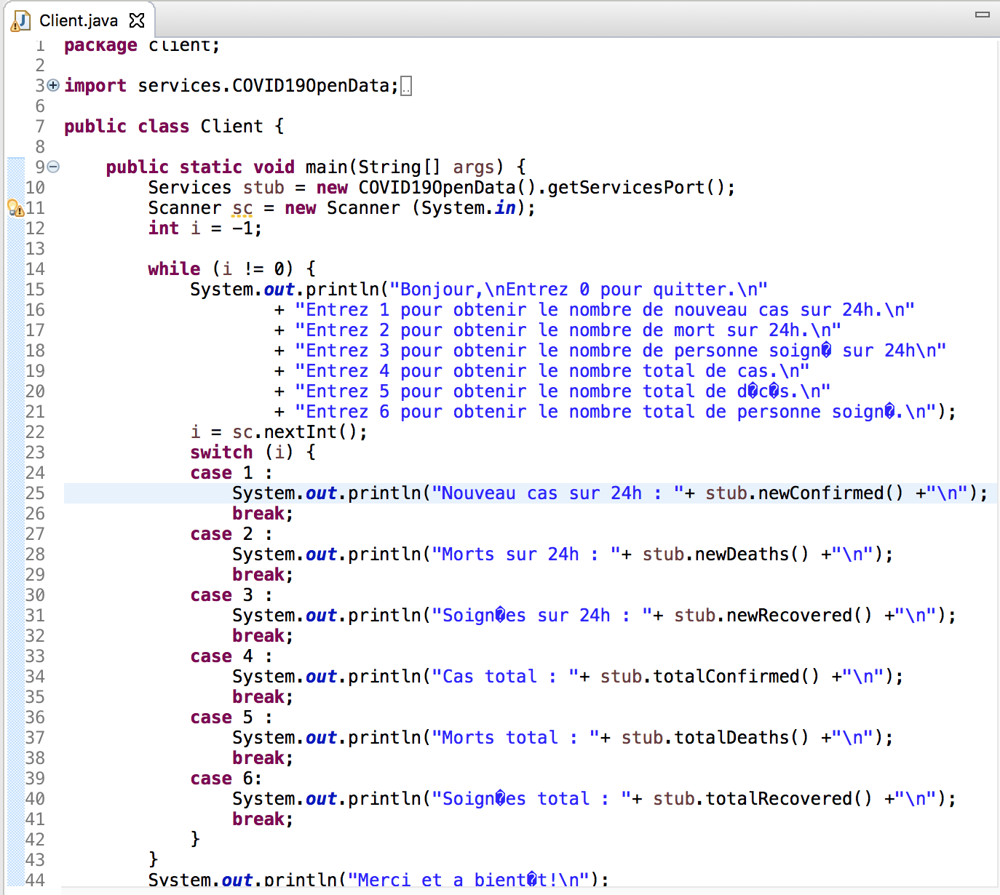 Client.java
1 package client;
2
3 import services.COVID19OpenData;
6
7 public class Client {
8
9 public static void main(String[] args) {
10 Services stub = new COVID19OpenData().getServicesPort();
11 Scanner sc = new Scanner (System.in);
12 int i = -1;
13
14 while (i != 0) {
15 System.out.println("Bonjour,\nEntrez 0 pour quitter.\n"
16 + "Entrez 1 pour obtenir le nombre de nouveau cas sur 24h.\n"
17 + "Entrez 2 pour obtenir le nombre de mort sur 24h.\n"
18 + "Entrez 3 pour obtenir le nombre de personne soign� sur 24h\n"
19 + "Entrez 4 pour obtenir le nombre total de cas.\n"
20 + "Entrez 5 pour obtenir le nombre total de d�c�s.\n"
21 + "Entrez 6 pour obtenir le nombre total de personne soign�.\n");
22 i = sc.nextInt();
23 switch (i) {
24 case 1 :
25 System.out.println("Nouveau cas sur 24h : "+ stub.newConfirmed() +"\n");
26 break;
27 case 2 :
28 System.out.println("Morts sur 24h : "+ stub.newDeaths() +"\n");
29 break;
30 case 3 :
31 System.out.println("Soign�es sur 24h : "+ stub.newRecovered() +"\n");
32 break;
33 case 4 :
34 System.out.println("Cas total : "+ stub.totalConfirmed() +"\n");
35 break;
36 case 5 :
37 System.out.println("Morts total : "+ stub.totalDeaths() +"\n");
38 break;
39 case 6:
40 System.out.println("Soign�es total : "+ stub.totalRecovered() +"\n");
41 break;
42 }
43 }
44 System.out.println("Merci et a bient�t!\n");